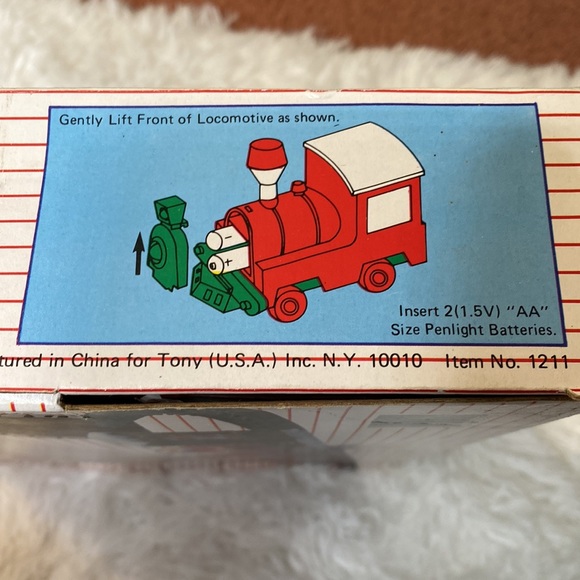 Gently Lift Front of Locomotive as shown.
−
+
Insert 2(1.5V) "AA"
Size Penlight Batteries.
tured in China for Tony (U.S.A.) Inc. N.Y. 10010 Item No. 1211